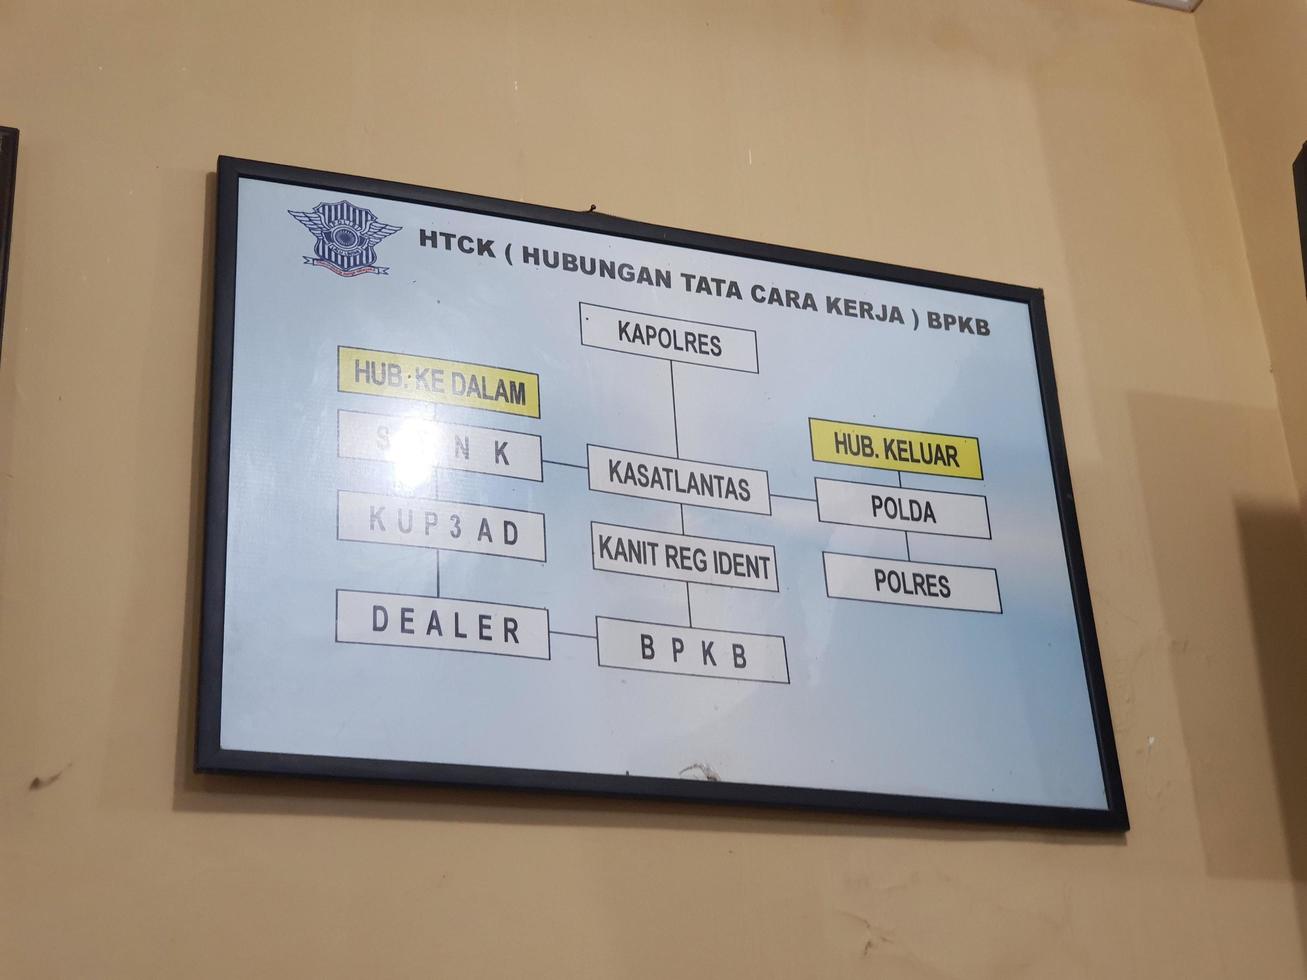 HTCK ( HUBUNGAN TATA CARA KERJA ) BPKB
KAPOLRES
HUB. KE DALAM
S N K
KUP3AD
DEALER
KASATLANTAS
KANIT REG IDENT
BPKB
HUB. KELUAR
POLDA
POLRES